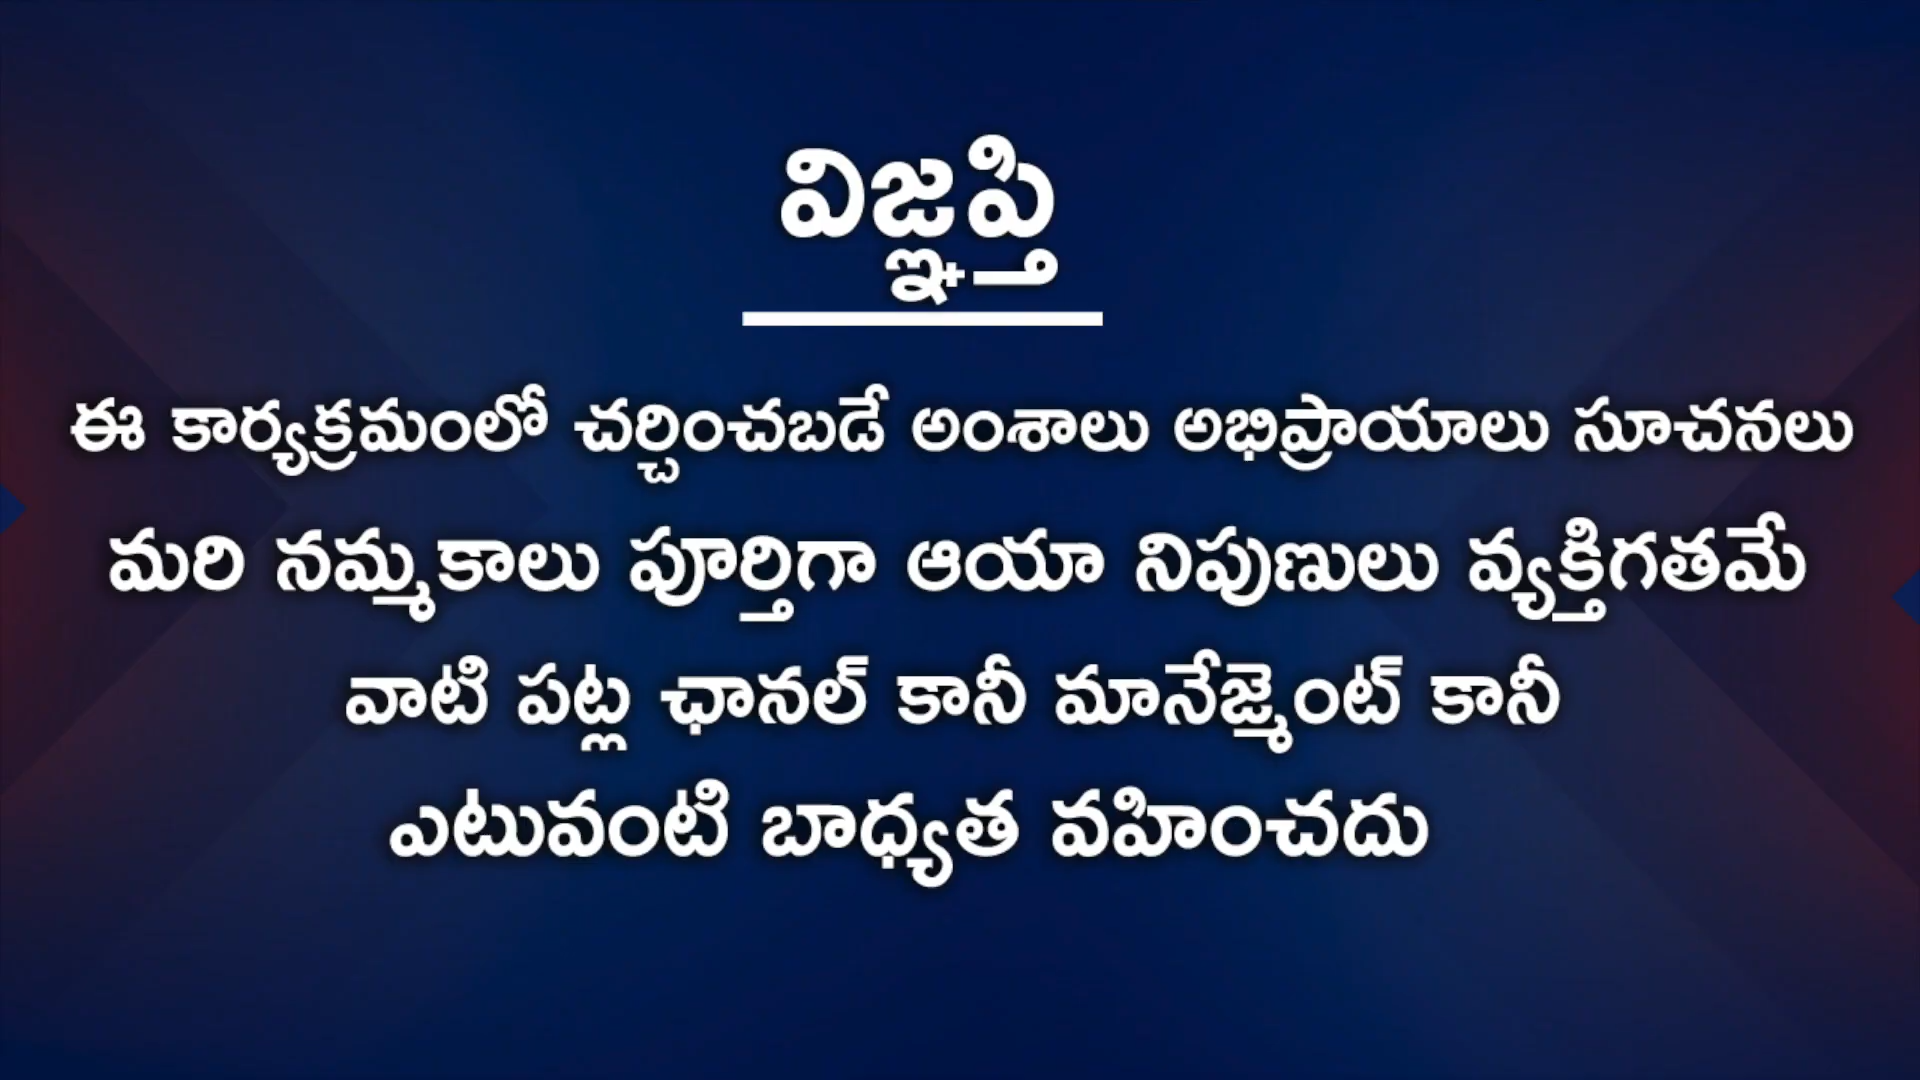 విజ్ఞప్తి
ఈ కార్యక్రమంలో చర్చించబడే అంశాలు అభిప్రాయాలు సూచనలు
మరి నమ్మకాలు పూర్తిగా ఆయా నిపుణులు వ్యక్తిగతమే
వాటి పట్ల ఛానల్ కానీ మానేజ్మెంట్ కానీ
ఎటువంటి బాధ్యత వహించదు